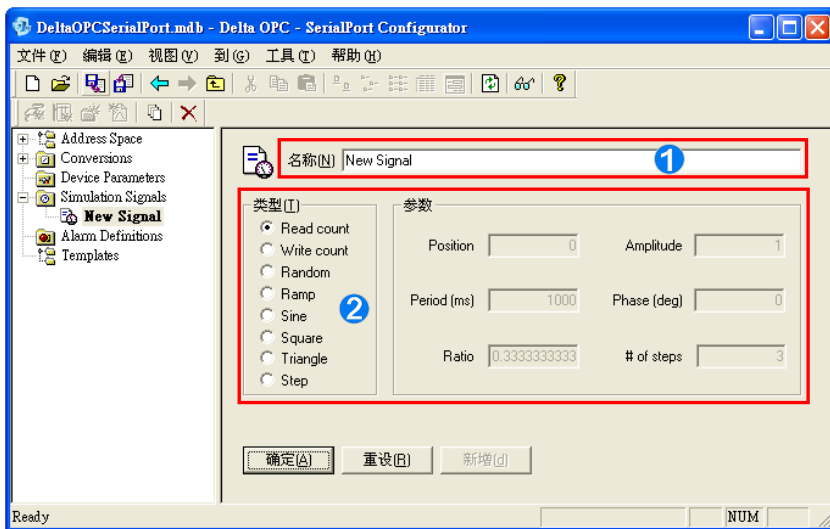 DeltaOPCSerialPort.mdb - Delta OPC - SerialPort Configurator
文件(F) 编辑(E) 视图(V) 到(G) 工具(T) 帮助(H)
Address Space
Conversions
Device Parameters
Simulation Signals
New Signal
Alarm Definitions
Templates
名称(N) New Signal 1
类型(T)
Read count
Write count
Random
Ramp
Sine
Square
Triangle
Step
2
参数
Position 0 Amplitude 1
Period (ms) 1000 Phase (deg) 0
Ratio 0.3333333333 # of steps 3
确定(A) 重设(R) 新增(d)
Ready NUM